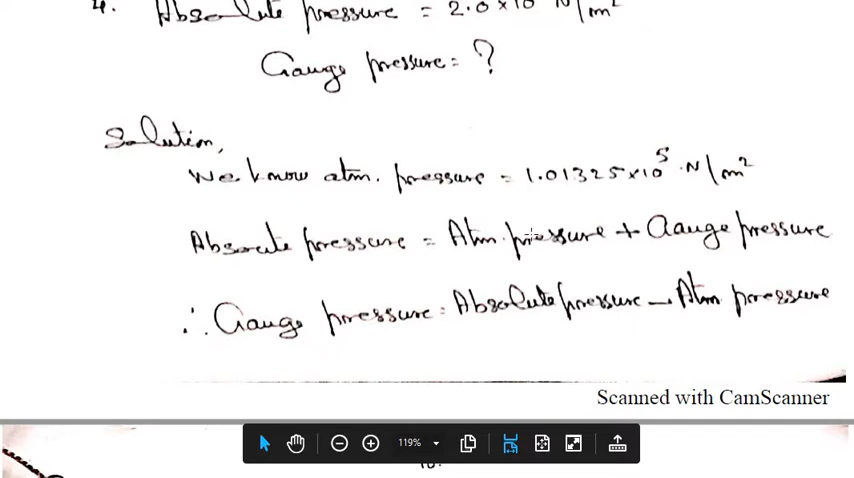 4. Absolute pressure = 2.0×10 N/m²
Gauge pressure = ?
Solution,
We know atm. pressure = 1.01325×10⁵ N/m²
Absolute pressure = Atm. pressure + Gauge pressure
∴ Gauge pressure = Absolute pressure - Atm pressure
Scanned with CamScanner
119%